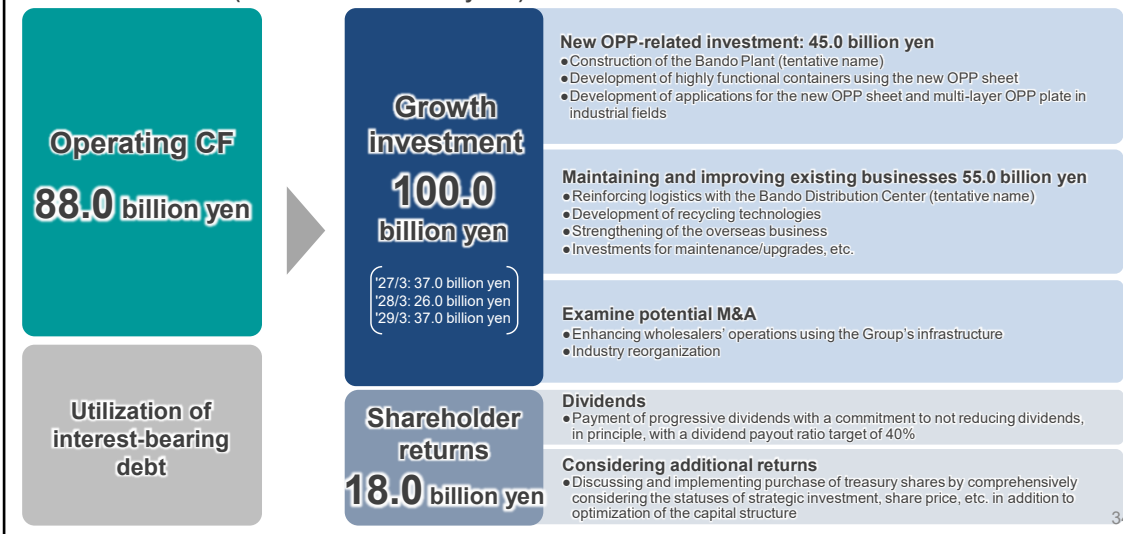 Operating CF
88.0 billion yen
Utilization of
interest-bearing
debt
Growth
investment
100.0
billion yen
'27/3: 37.0 billion yen
'28/3: 26.0 billion yen
'29/3: 37.0 billion yen
New OPP-related investment: 45.0 billion yen
●Construction of the Bando Plant (tentative name)
●Development of highly functional containers using the new OPP sheet
●Development of applications for the new OPP sheet and multi-layer OPP plate in
industrial fields
Maintaining and improving existing businesses 55.0 billion yen
●Reinforcing logistics with the Bando Distribution Center (tentative name)
●Development of recycling technologies
●Strengthening of the overseas business
●Investments for maintenance/upgrades, etc.
Examine potential M&A
●Enhancing wholesalers' operations using the Group's infrastructure
●Industry reorganization
Shareholder
returns
18.0 billion yen
Dividends
●Payment of progressive dividends with a commitment to not reducing dividends,
in principle, with a dividend payout ratio target of 40%
Considering additional returns
●Discussing and implementing purchase of treasury shares by comprehensively
considering the statuses of strategic investment, share price, etc. in addition to
optimization of the capital structure